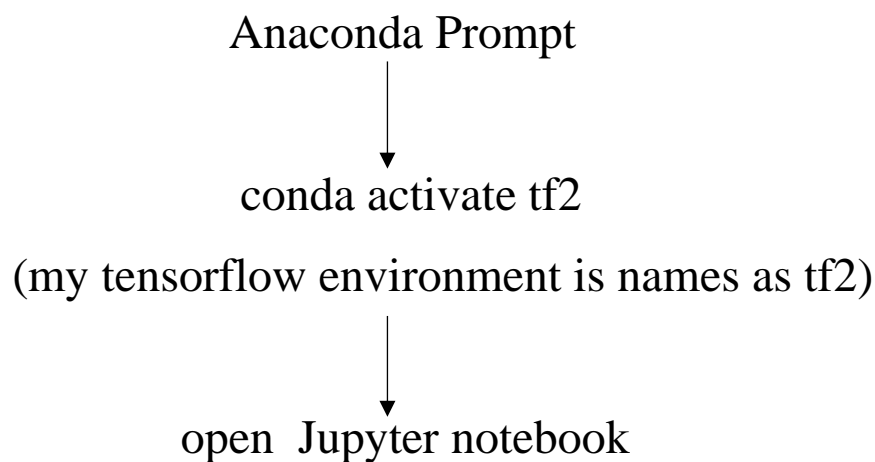 Anaconda Prompt
conda activate tf2
(my tensorflow environment is names as tf2)
open  Jupyter notebook